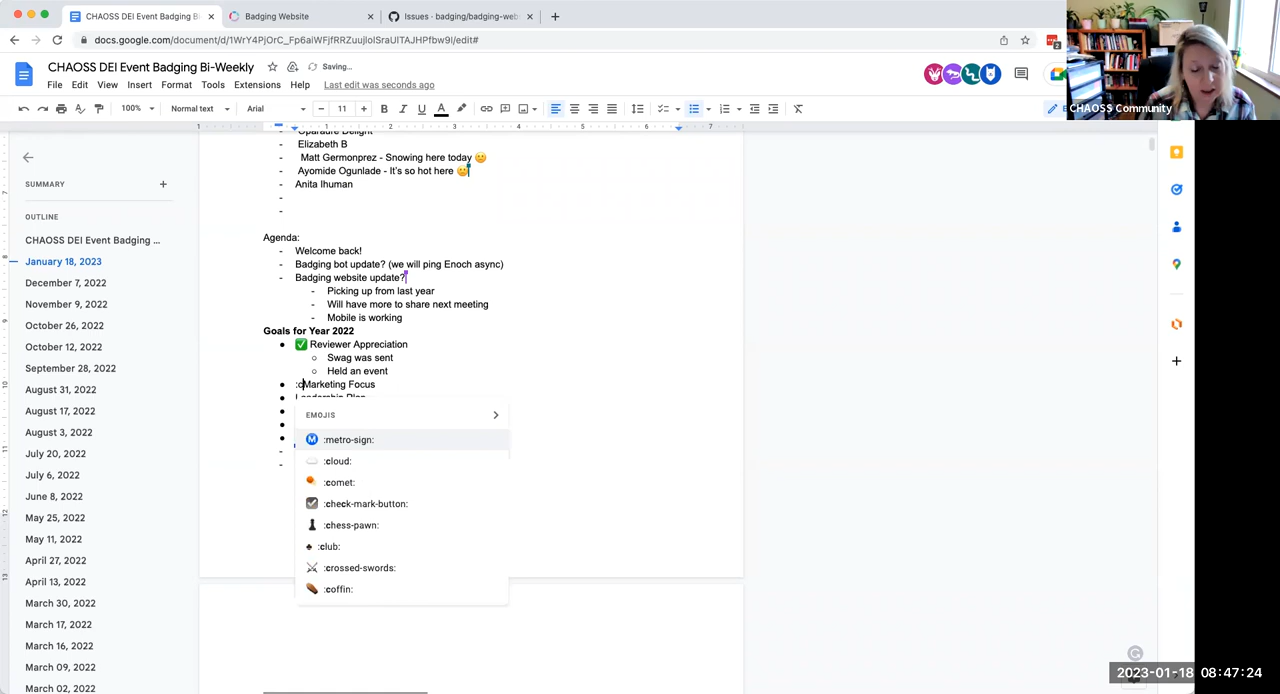 CHAOSS DEI Event Badging Bi-
Badging Website
Issues · badging/badging-web
docs.google.com/document/d/1WrY4PjOrC_Fp6aiWFjfRRZuujlolSraUlTAJHPfbw9I/edit#
2
CHAOSS DEI Event Badging Bi-Weekly
Saving...
File Edit View Insert Format Tools Extensions Help Last edit was seconds ago
100% Normal text Arial 11
CHAOSS Community
Elizabeth B
Matt Germonprez - Snowing here today 🙂
Ayomide Ogunlade - It's so hot here
Anita Ihuman
SUMMARY
OUTLINE
CHAOSS DEI Event Badging ...
January 18, 2023
December 7, 2022
November 9, 2022
October 26, 2022
October 12, 2022
September 28, 2022
August 31, 2022
August 17, 2022
August 3, 2022
July 20, 2022
July 6, 2022
June 8, 2022
May 25, 2022
May 11, 2022
April 27, 2022
April 13, 2022
March 30, 2022
March 17, 2022
March 16, 2022
March 09, 2022
March 02, 2022
Agenda:
- Welcome back!
- Badging bot update? (we will ping Enoch async)
- Badging website update?
- Picking up from last year
- Will have more to share next meeting
- Mobile is working
Goals for Year 2022
● ✅ Reviewer Appreciation
○ Swag was sent
○ Held an event
● :cMarketing Focus
Leadership Plan
EMOJIS
:metro-sign:
:cloud:
:comet:
:check-mark-button:
:chess-pawn:
:club:
:crossed-swords:
:coffin:
2023-01-18 08:47:24